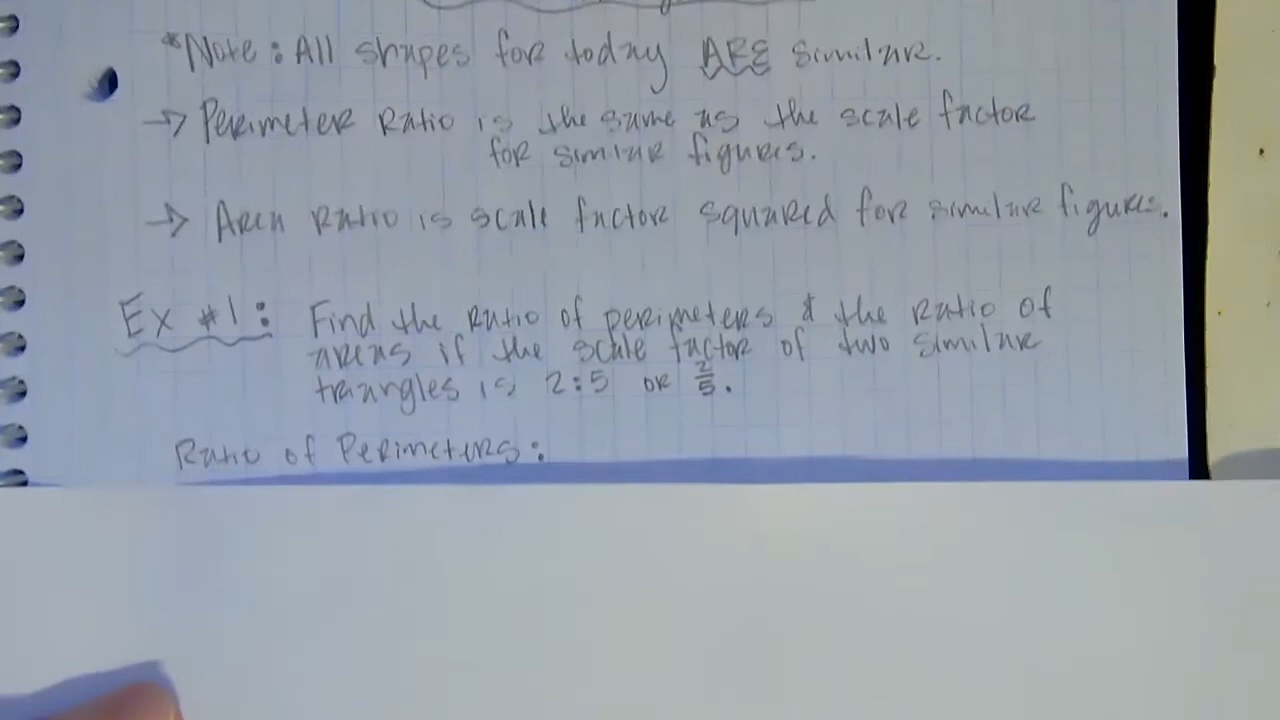 *Note: All shapes for today ARE similar.
→ Perimeter Ratio is the same as the scale factor
for similar figures.
→ Area Ratio is scale factor squared for similar figures.
Ex #1: Find the Ratio of perimeters & the Ratio of
areas if the scale factor of two similar
triangles is 2:5 or 2/5.
Ratio of Perimeters: